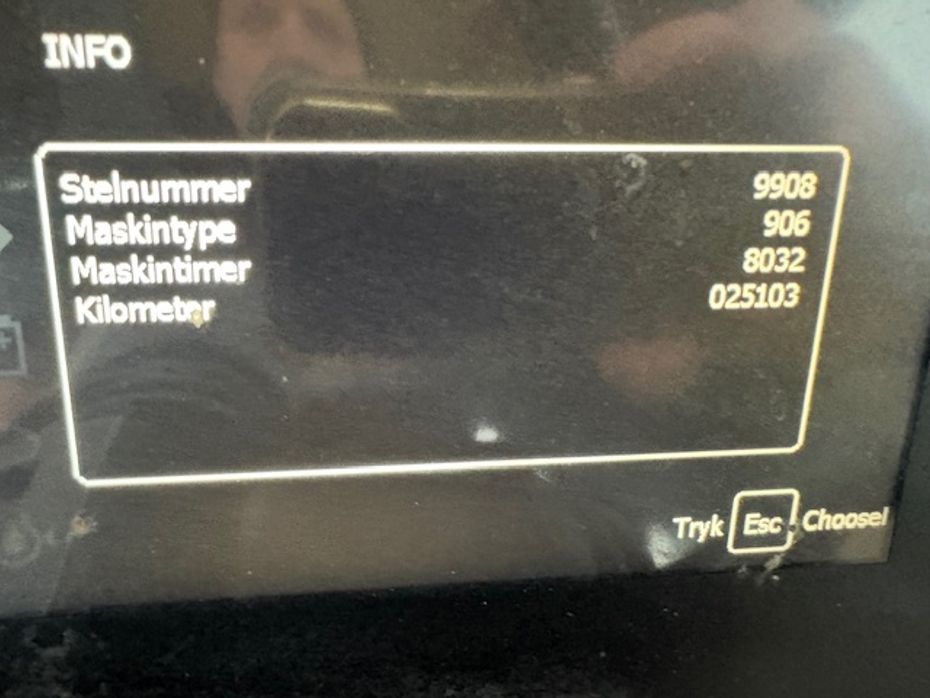 INFO
Stelnummer 9908
Maskintype 906
Maskintimer 8032
Kilometer 025103
Tryk Esc Choosel